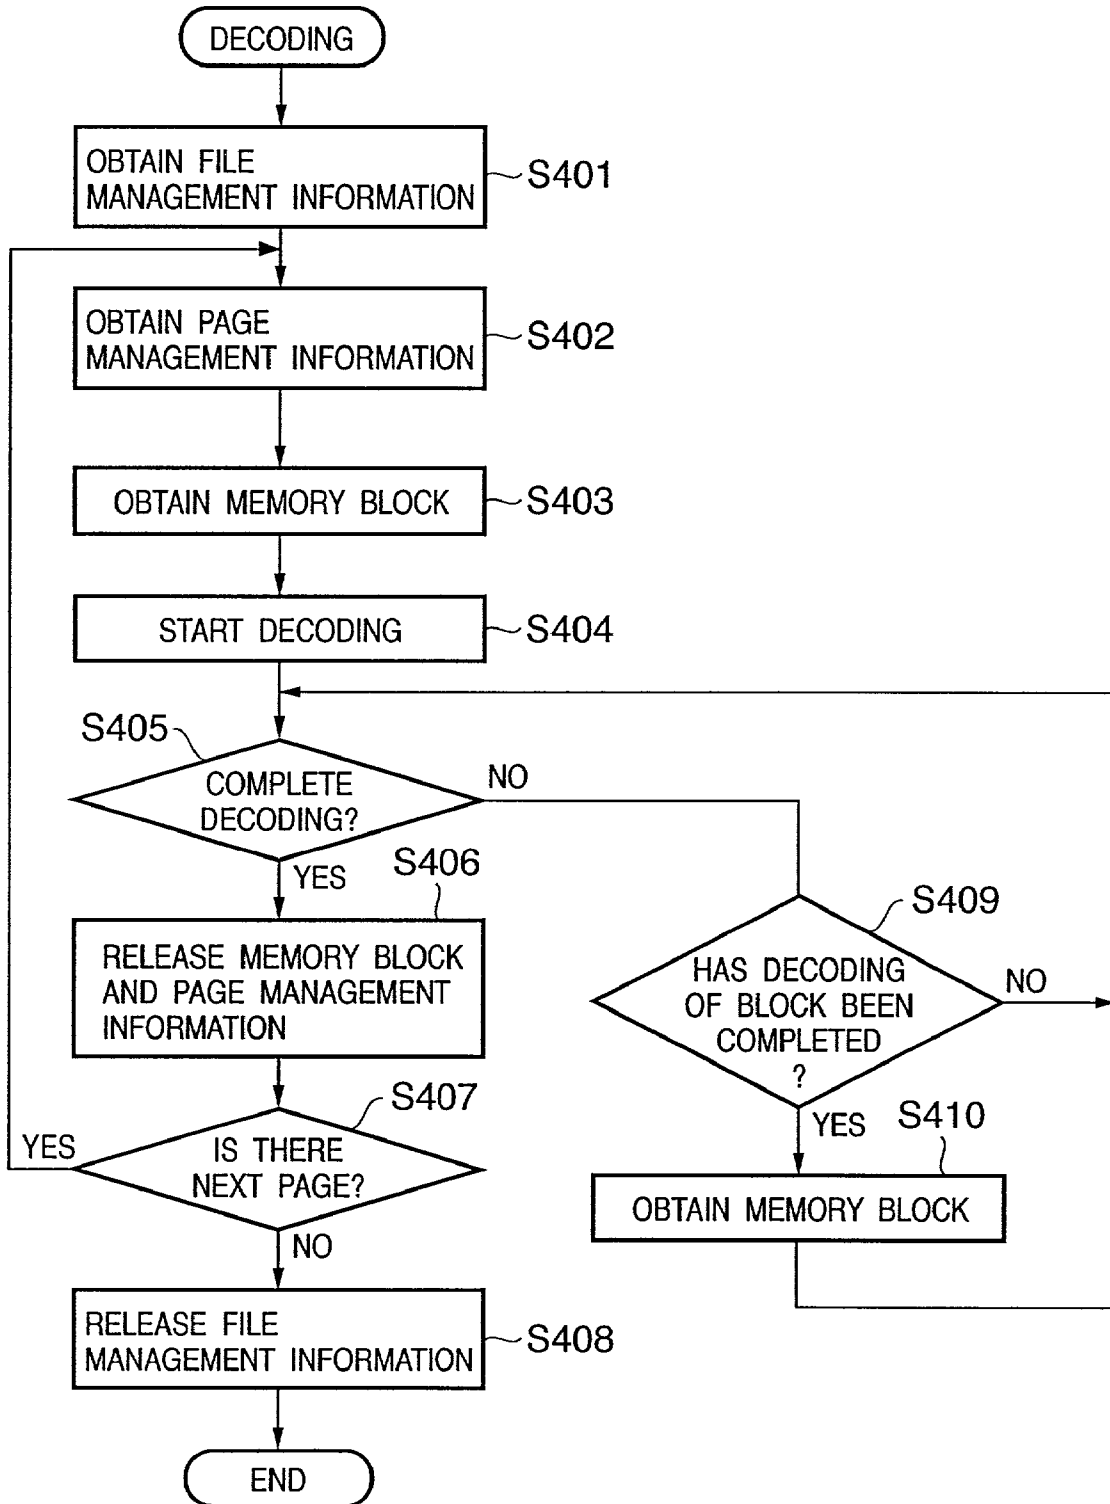 DECODING
OBTAIN FILE
MANAGEMENT INFORMATION
S401
OBTAIN PAGE
MANAGEMENT INFORMATION
S402
OBTAIN MEMORY BLOCK
S403
START DECODING
S404
S405
COMPLETE
DECODING?
NO
YES
S406
RELEASE MEMORY BLOCK
AND PAGE MANAGEMENT
INFORMATION
S407
IS THERE
NEXT PAGE?
YES
NO
RELEASE FILE
MANAGEMENT INFORMATION
S408
END
S409
HAS DECODING
OF BLOCK BEEN
COMPLETED
?
NO
YES
S410
OBTAIN MEMORY BLOCK